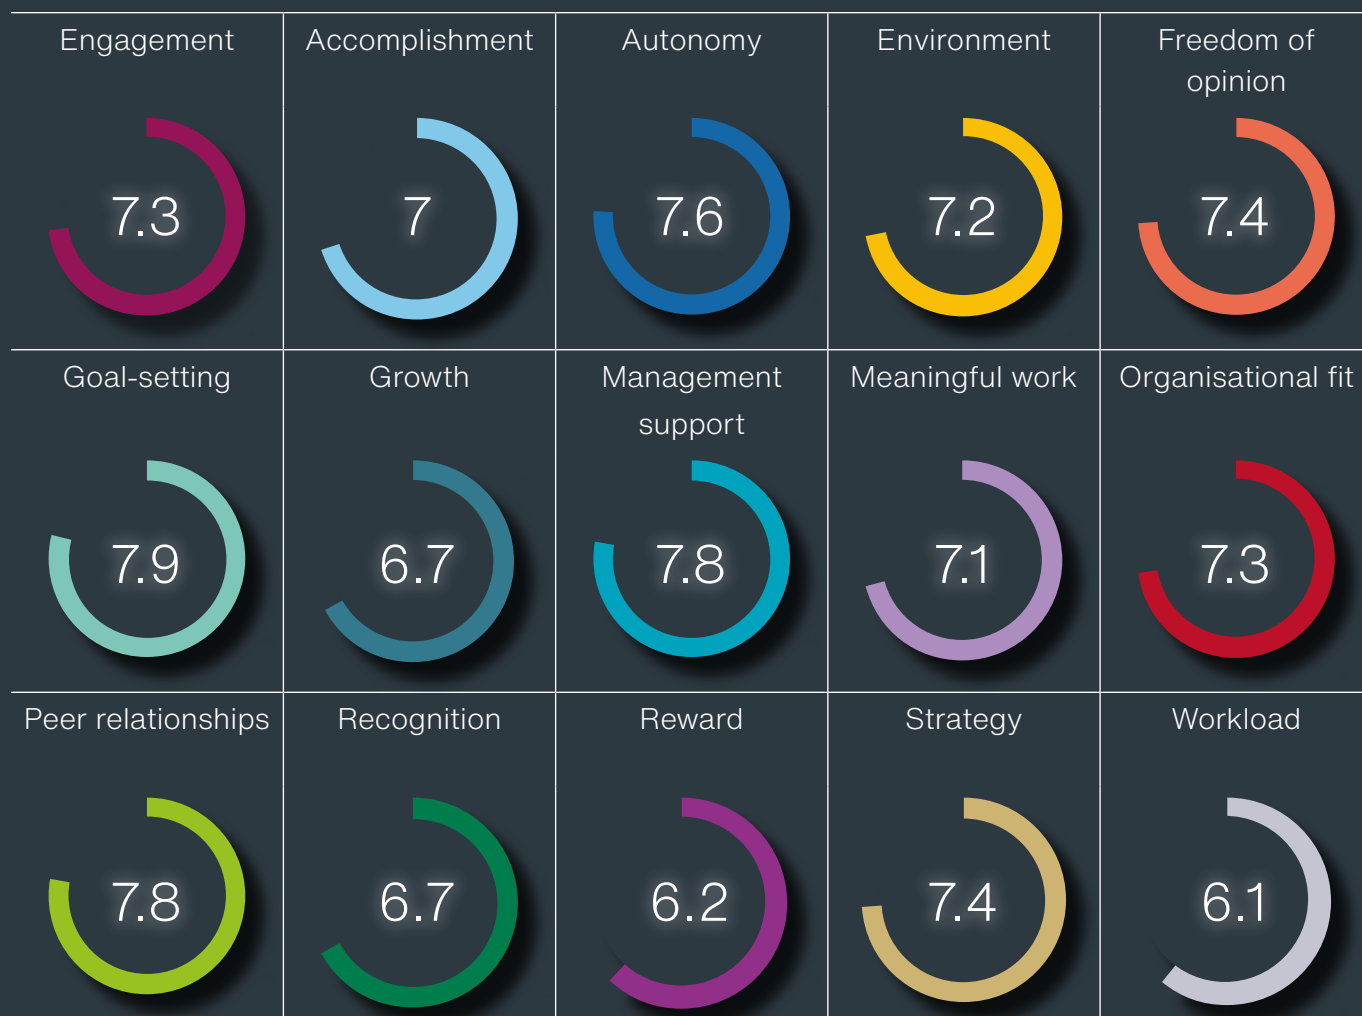 Engagement
Accomplishment
Autonomy
Environment
Freedom of
opinion
7.3
7
7.6
7.2
7.4
Goal-setting
Growth
Management
support
Meaningful work
Organisational fit
7.9
6.7
7.8
7.1
7.3
Peer relationships
Recognition
Reward
Strategy
Workload
7.8
6.7
6.2
7.4
6.1